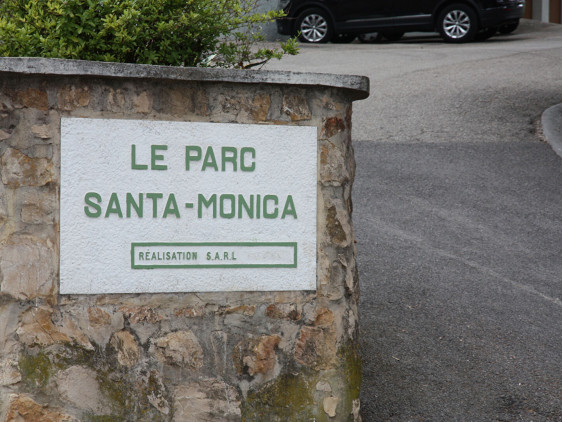 LE PARC
SANTA-MONICA
RÉALISATION S.A.R.L